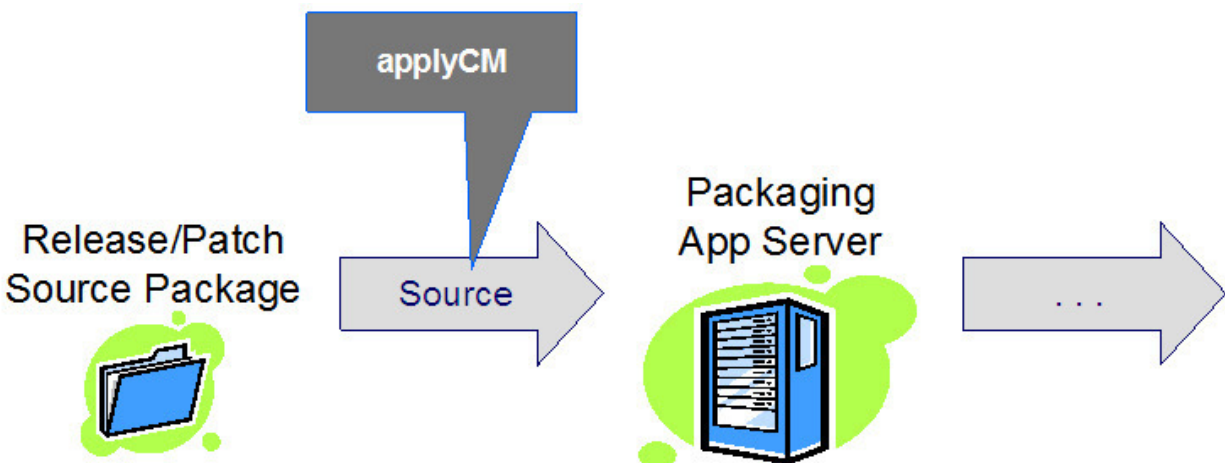 applyCM
Release/Patch
Source Package
Source
Packaging
App Server
. . .